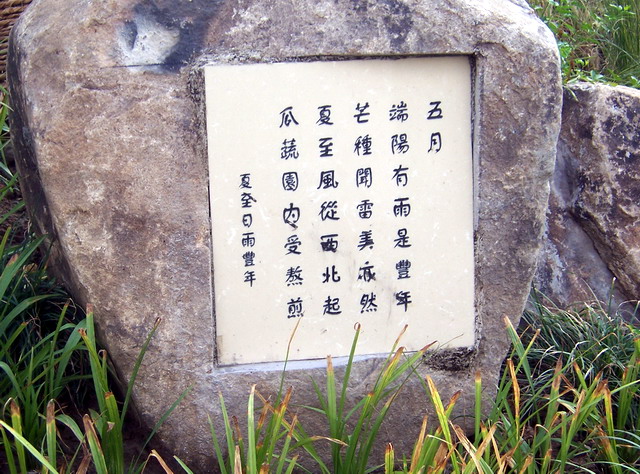 五月
端陽有雨是豐年
芒種聞雷美亦然
夏至風從西北起
瓜蔬園內受熬煎
夏至日雨豐年